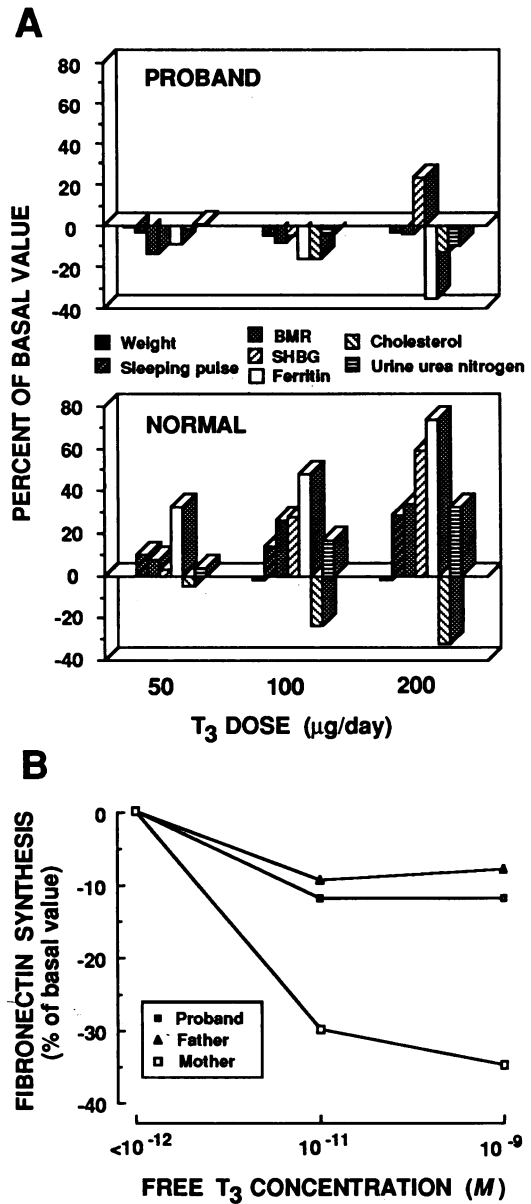 A
PROBAND
80
60
40
20
0
-20
-40
PERCENT OF BASAL VALUE
Weight
Sleeping pulse
BMR
SHBG
Ferritin
Cholesterol
Urine urea nitrogen
NORMAL
80
60
40
20
0
-20
-40
50 100 200
T3 DOSE (μg/day)
B
FIBRONECTIN SYNTHESIS
(% of basal value)
0
-10
-20
-30
-40
Proband
Father
Mother
<10-12 10-11 10-9
FREE T3 CONCENTRATION (M)